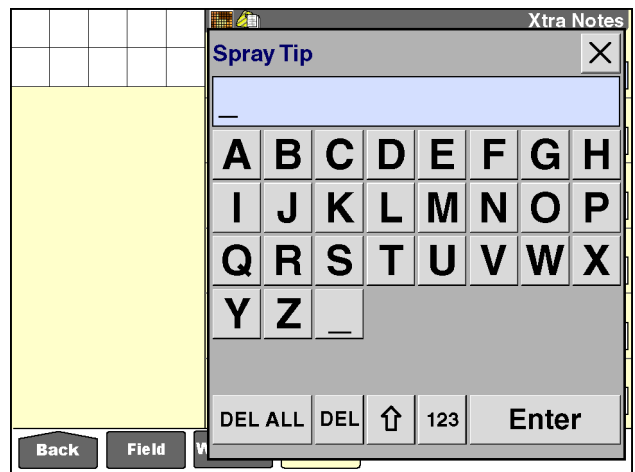 Xtra Notes
Spray Tip
_
A B C D E F G H
I J K L M N O P
Q R S T U V W X
Y Z _
DEL ALL DEL 123 Enter
Back Field W